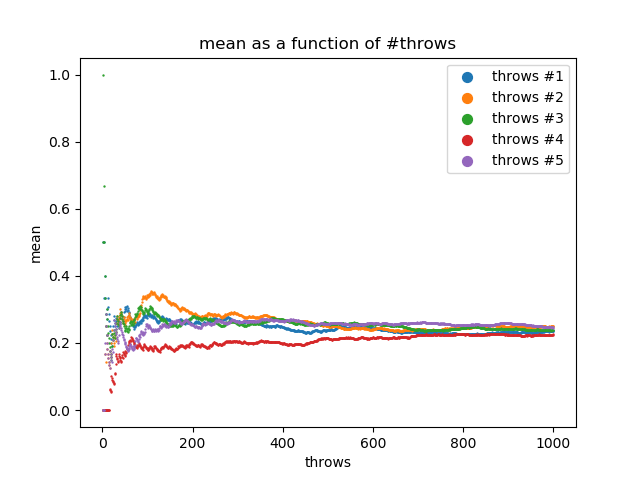 mean as a function of #throws
1.0
0.8
0.6
0.4
0.2
0.0
mean
throws #1
throws #2
throws #3
throws #4
throws #5
0
200
400
600
800
1000
throws